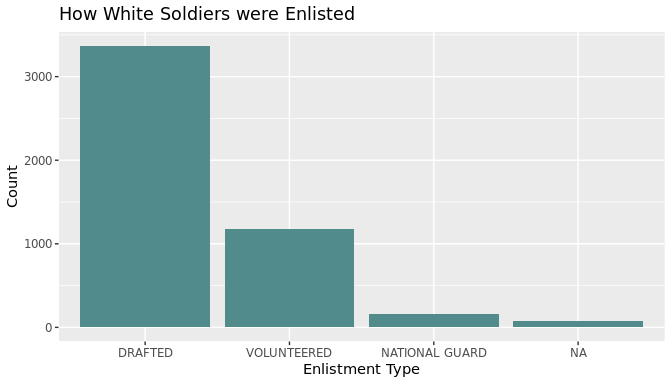 How White Soldiers were Enlisted
Count
3000
2000
1000
0
DRAFTED VOLUNTEERED NATIONAL GUARD NA
Enlistment Type